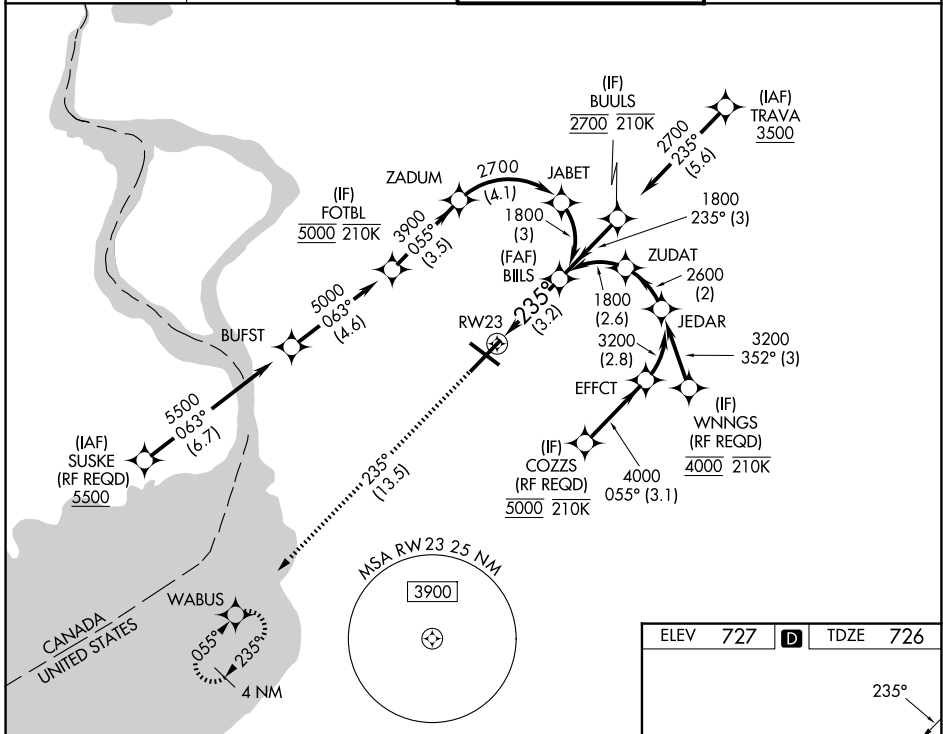 (IF)
BUULS
2700 210K
(IAF)
TRAVA
3500
2700
235°
(5.6)
ZADUM
2700
(4.1)
JABET
(IF)
FOTBL
5000 210K
3900
055°
(3.5)
1800
(3)
1800
235° (3)
(FAF)
BIILS
ZUDAT
2600
(2)
5000
063°
(4.6)
235°
(3.2)
1800
(2.6)
JEDAR
BUFST
RW23
3200
(2.8)
3200
352° (3)
EFFCT
5500
063°
(6.7)
(IAF)
SUSKE
(RF REQD)
5500
(IF)
WNNGS
(RF REQD)
4000 210K
(IF)
COZZS
(RF REQD)
5000 210K
4000
055° (3.1)
235°
(13.5)
MSA RW 23 25 NM
3900
WABUS
055°
235°
4 NM
CANADA
UNITED STATES
ELEV 727 D TDZE 726
235°